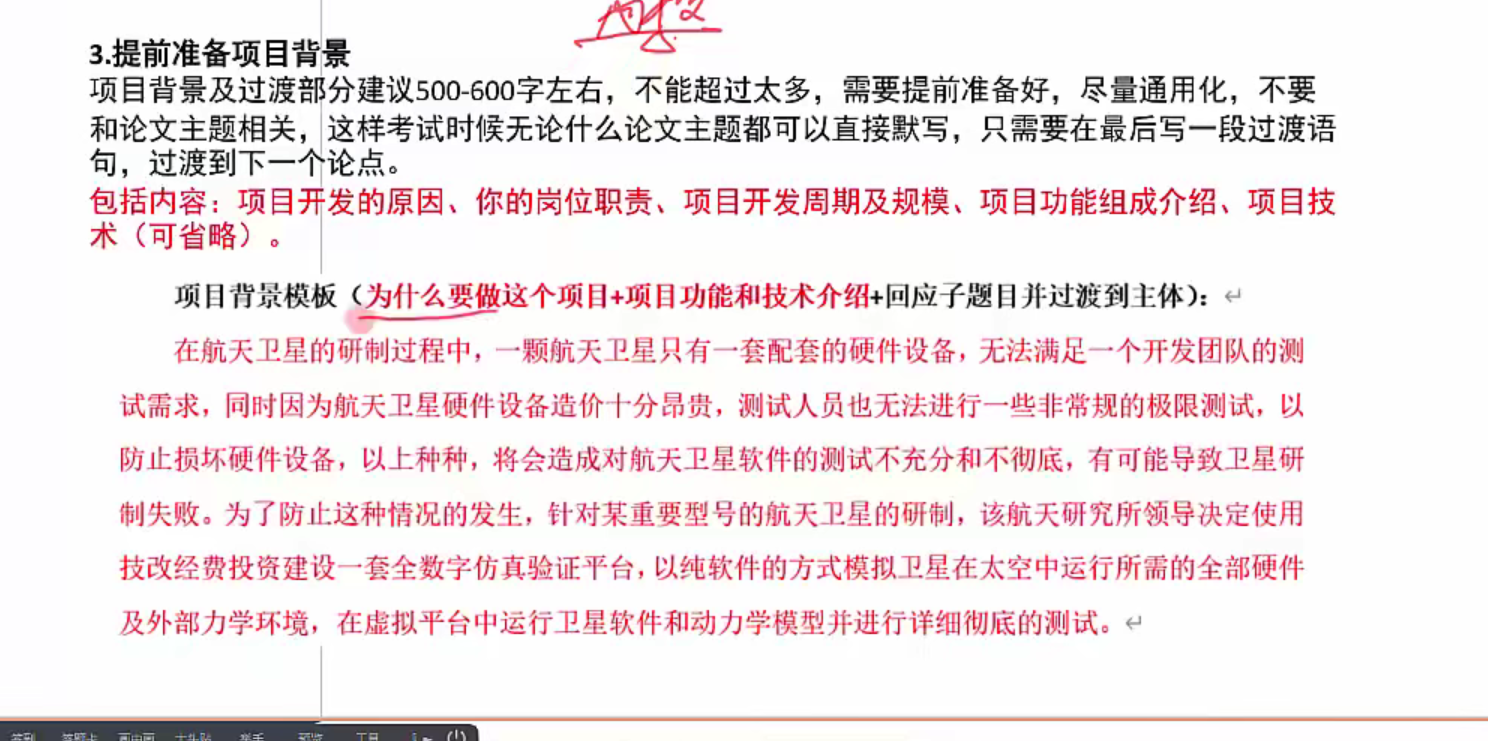 3.提前准备项目背景
项目背景及过渡部分建议500-600字左右，不能超过太多，需要提前准备好，尽量通用化，不要
和论文主题相关，这样考试时候无论什么论文主题都可以直接默写，只需要在最后写一段过渡语
句，过渡到下一个论点。
包括内容：项目开发的原因、你的岗位职责、项目开发周期及规模、项目功能组成介绍、项目技
术（可省略）。
项目背景模板（为什么要做这个项目+项目功能和技术介绍+回应子题目并过渡到主体）：↵
在航天卫星的研制过程中，一颗航天卫星只有一套配套的硬件设备，无法满足一个开发团队的测
试需求，同时因为航天卫星硬件设备造价十分昂贵，测试人员也无法进行一些非常规的极限测试，以
防止损坏硬件设备，以上种种，将会造成对航天卫星软件的测试不充分和不彻底，有可能导致卫星研
制失败。为了防止这种情况的发生，针对某重要型号的航天卫星的研制，该航天研究所领导决定使用
技改经费投资建设一套全数字仿真验证平台，以纯软件的方式模拟卫星在太空中运行所需的全部硬件
及外部力学环境，在虚拟平台中运行卫星软件和动力学模型并进行详细彻底的测试。↵